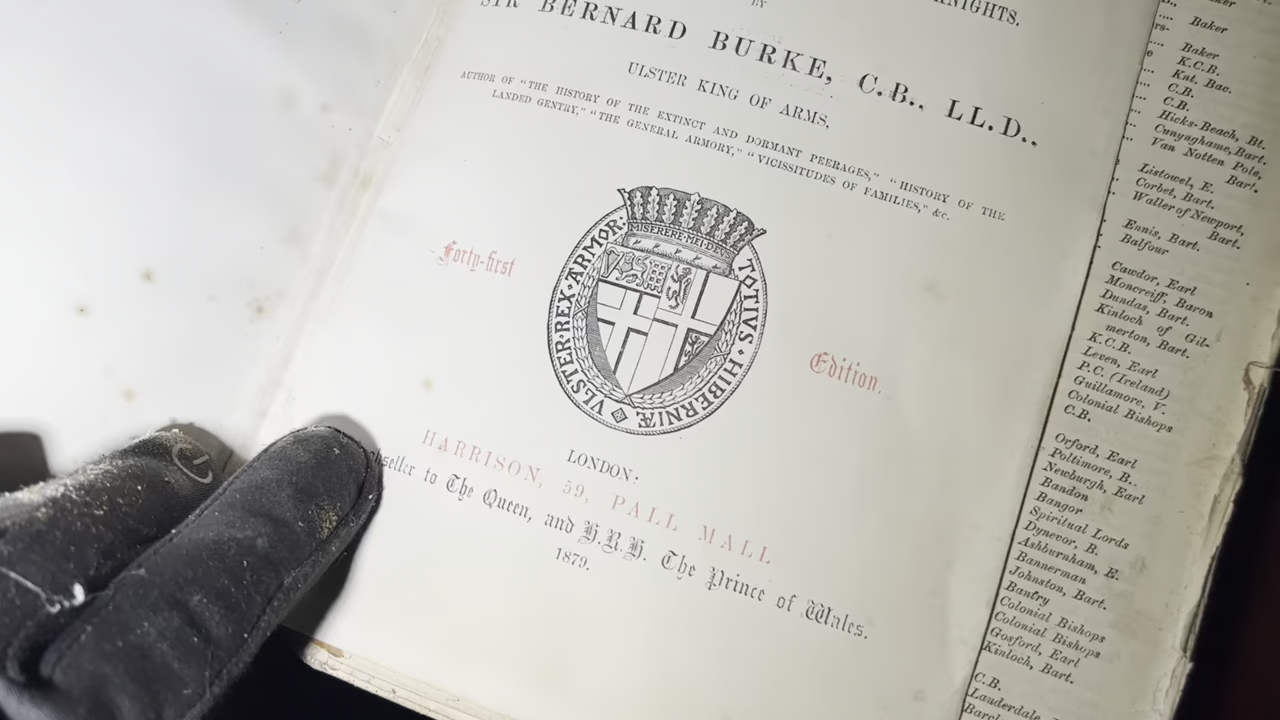 KNIGHTS,
BY
SIR BERNARD BURKE, C.B., LL.D.,
ULSTER KING OF ARMS,
AUTHOR OF "THE HISTORY OF THE EXTINCT AND DORMANT PEERAGES," "HISTORY OF THE
LANDED GENTRY," "THE GENERAL ARMORY," "VICISSITUDES OF FAMILIES," &c.
MISERERE·MEI·D
VLSTER·REX·ARMOR: TOTIVS·HIBERNIÆ
Forty-first
Edition.
LONDON:
HARRISON, 59, PALL MALL
kseller to The Queen, and H.R.H. The Prince of Wales.
1879.
.... Baker
.... Baker
K.C.B.
... Knt. Bac.
... C.B.
... C.B.
... Hicks-Beach, Bt.
... Cunynghame, Bart.
Van Notten Pole, Bart.
Listowel, E.
Corbet, Bart.
Waller of Newport, Bart.
Ennis, Bart.
Balfour
Cawdor, Earl
Moncreiff, Baron
Dundas, Bart.
Kinloch of Gil-
merton, Bart.
K.C.B.
Leven, Earl
P.C. (Ireland)
Guillamore, V.
Colonial Bishops
C.B.
Orford, Earl
Poltimore, B..
Newburgh, Earl
Bandon
Bangor
Spiritual Lords
Dynevor, B.
Ashburnham, E.
Bannerman
Johnston, Bart.
Bantry
Colonial Bishops
Colonial Bishops
Gosford, Earl
Kinloch, Bart.
C.B.
Lauderdale,